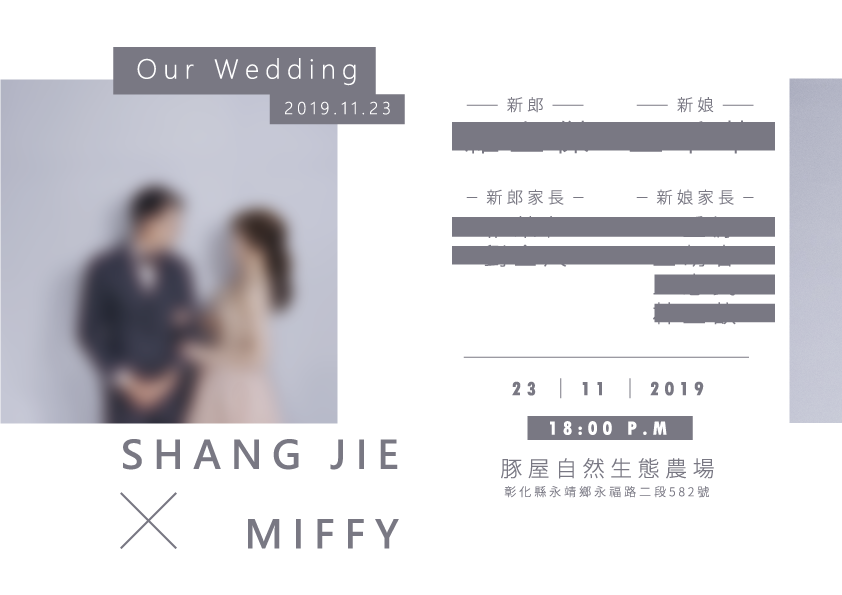 Our Wedding
2019.11.23
SHANG JIE
MIFFY
新郎
新娘
新郎家長
新娘家長
23 | 11 | 2019
18:00 P.M
豚屋自然生態農場
彰化縣永靖鄉永福路二段582號